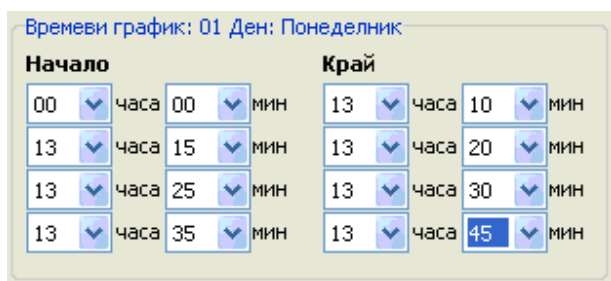 Времеви график: 01 Ден: Понеделник
Начало Край
00 часа 00 мин 13 часа 10 мин
13 часа 15 мин 13 часа 20 мин
13 часа 25 мин 13 часа 30 мин
13 часа 35 мин 13 часа 45 мин